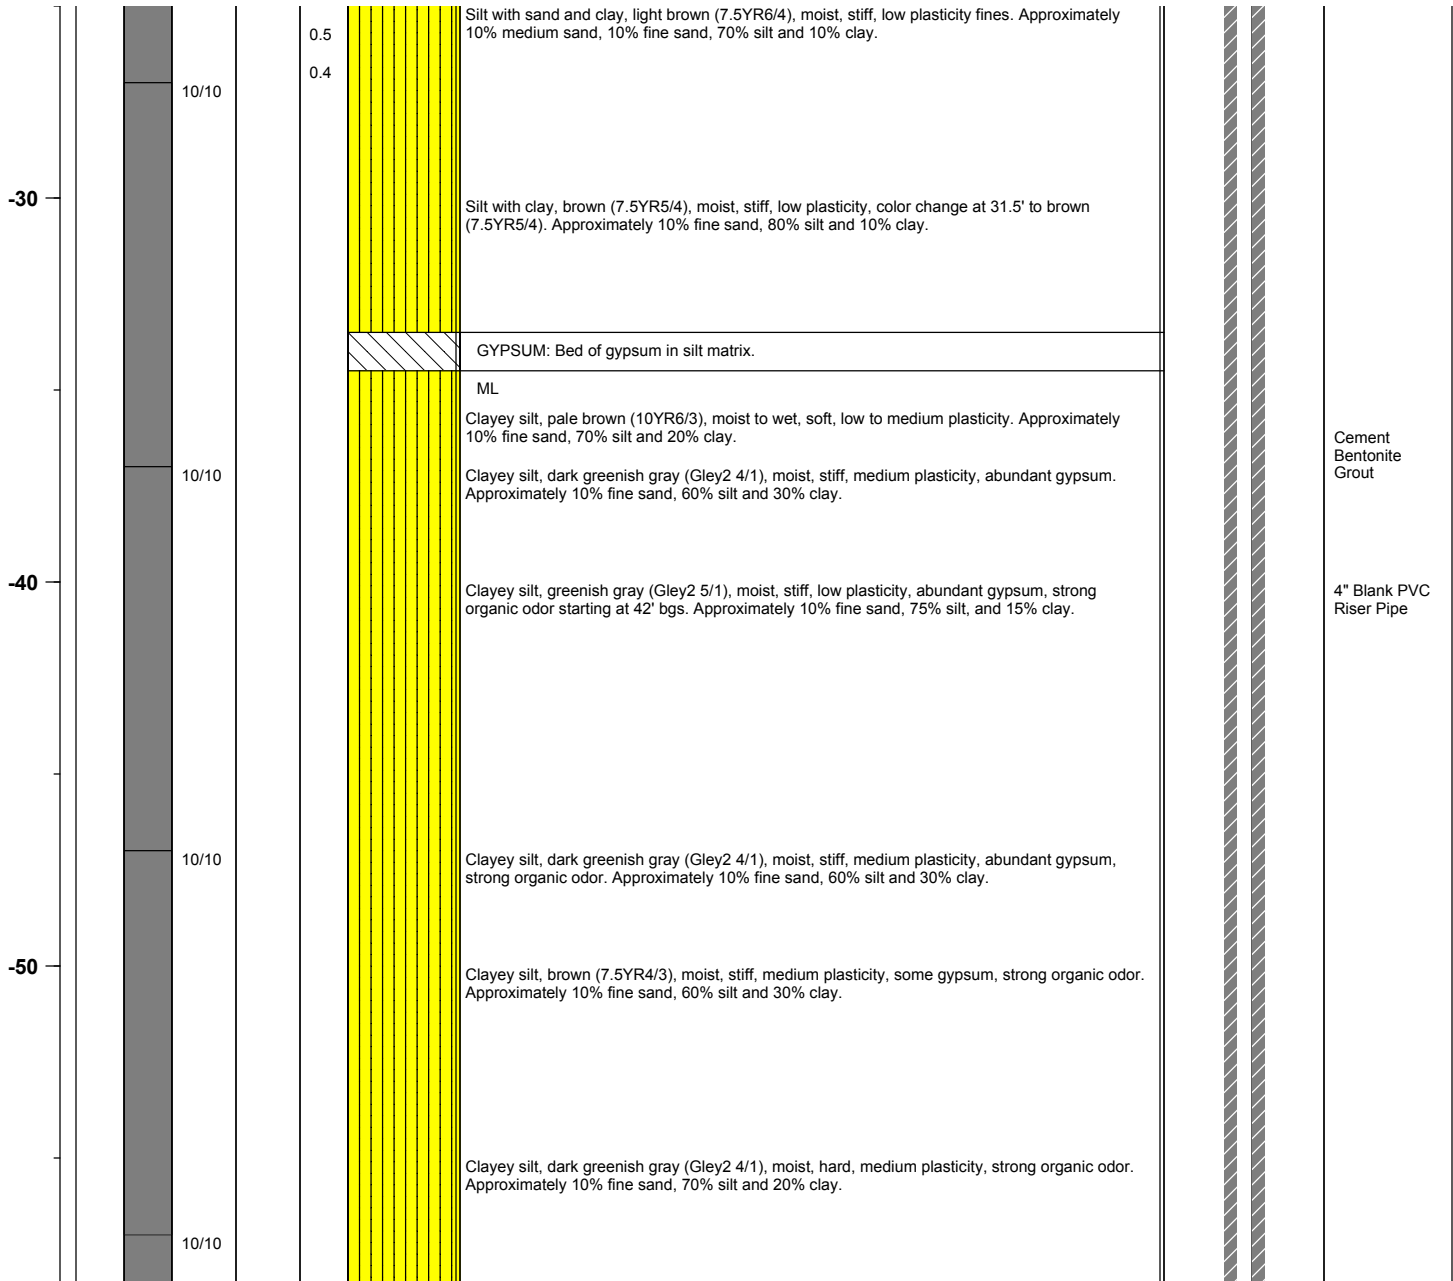 Silt with sand and clay, light brown (7.5YR6/4), moist, stiff, low plasticity fines. Approximately
10% medium sand, 10% fine sand, 70% silt and 10% clay.
0.5
0.4
10/10
-30
Silt with clay, brown (7.5YR5/4), moist, stiff, low plasticity, color change at 31.5' to brown
(7.5YR5/4). Approximately 10% fine sand, 80% silt and 10% clay.
GYPSUM: Bed of gypsum in silt matrix.
ML
Clayey silt, pale brown (10YR6/3), moist to wet, soft, low to medium plasticity. Approximately
10% fine sand, 70% silt and 20% clay.
Cement
Bentonite
Grout
10/10
Clayey silt, dark greenish gray (Gley2 4/1), moist, stiff, medium plasticity, abundant gypsum.
Approximately 10% fine sand, 60% silt and 30% clay.
-40
Clayey silt, greenish gray (Gley2 5/1), moist, stiff, low plasticity, abundant gypsum, strong
organic odor starting at 42' bgs. Approximately 10% fine sand, 75% silt, and 15% clay.
4" Blank PVC
Riser Pipe
10/10
Clayey silt, dark greenish gray (Gley2 4/1), moist, stiff, medium plasticity, abundant gypsum,
strong organic odor. Approximately 10% fine sand, 60% silt and 30% clay.
-50
Clayey silt, brown (7.5YR4/3), moist, stiff, medium plasticity, some gypsum, strong organic odor.
Approximately 10% fine sand, 60% silt and 30% clay.
Clayey silt, dark greenish gray (Gley2 4/1), moist, hard, medium plasticity, strong organic odor.
Approximately 10% fine sand, 70% silt and 20% clay.
10/10